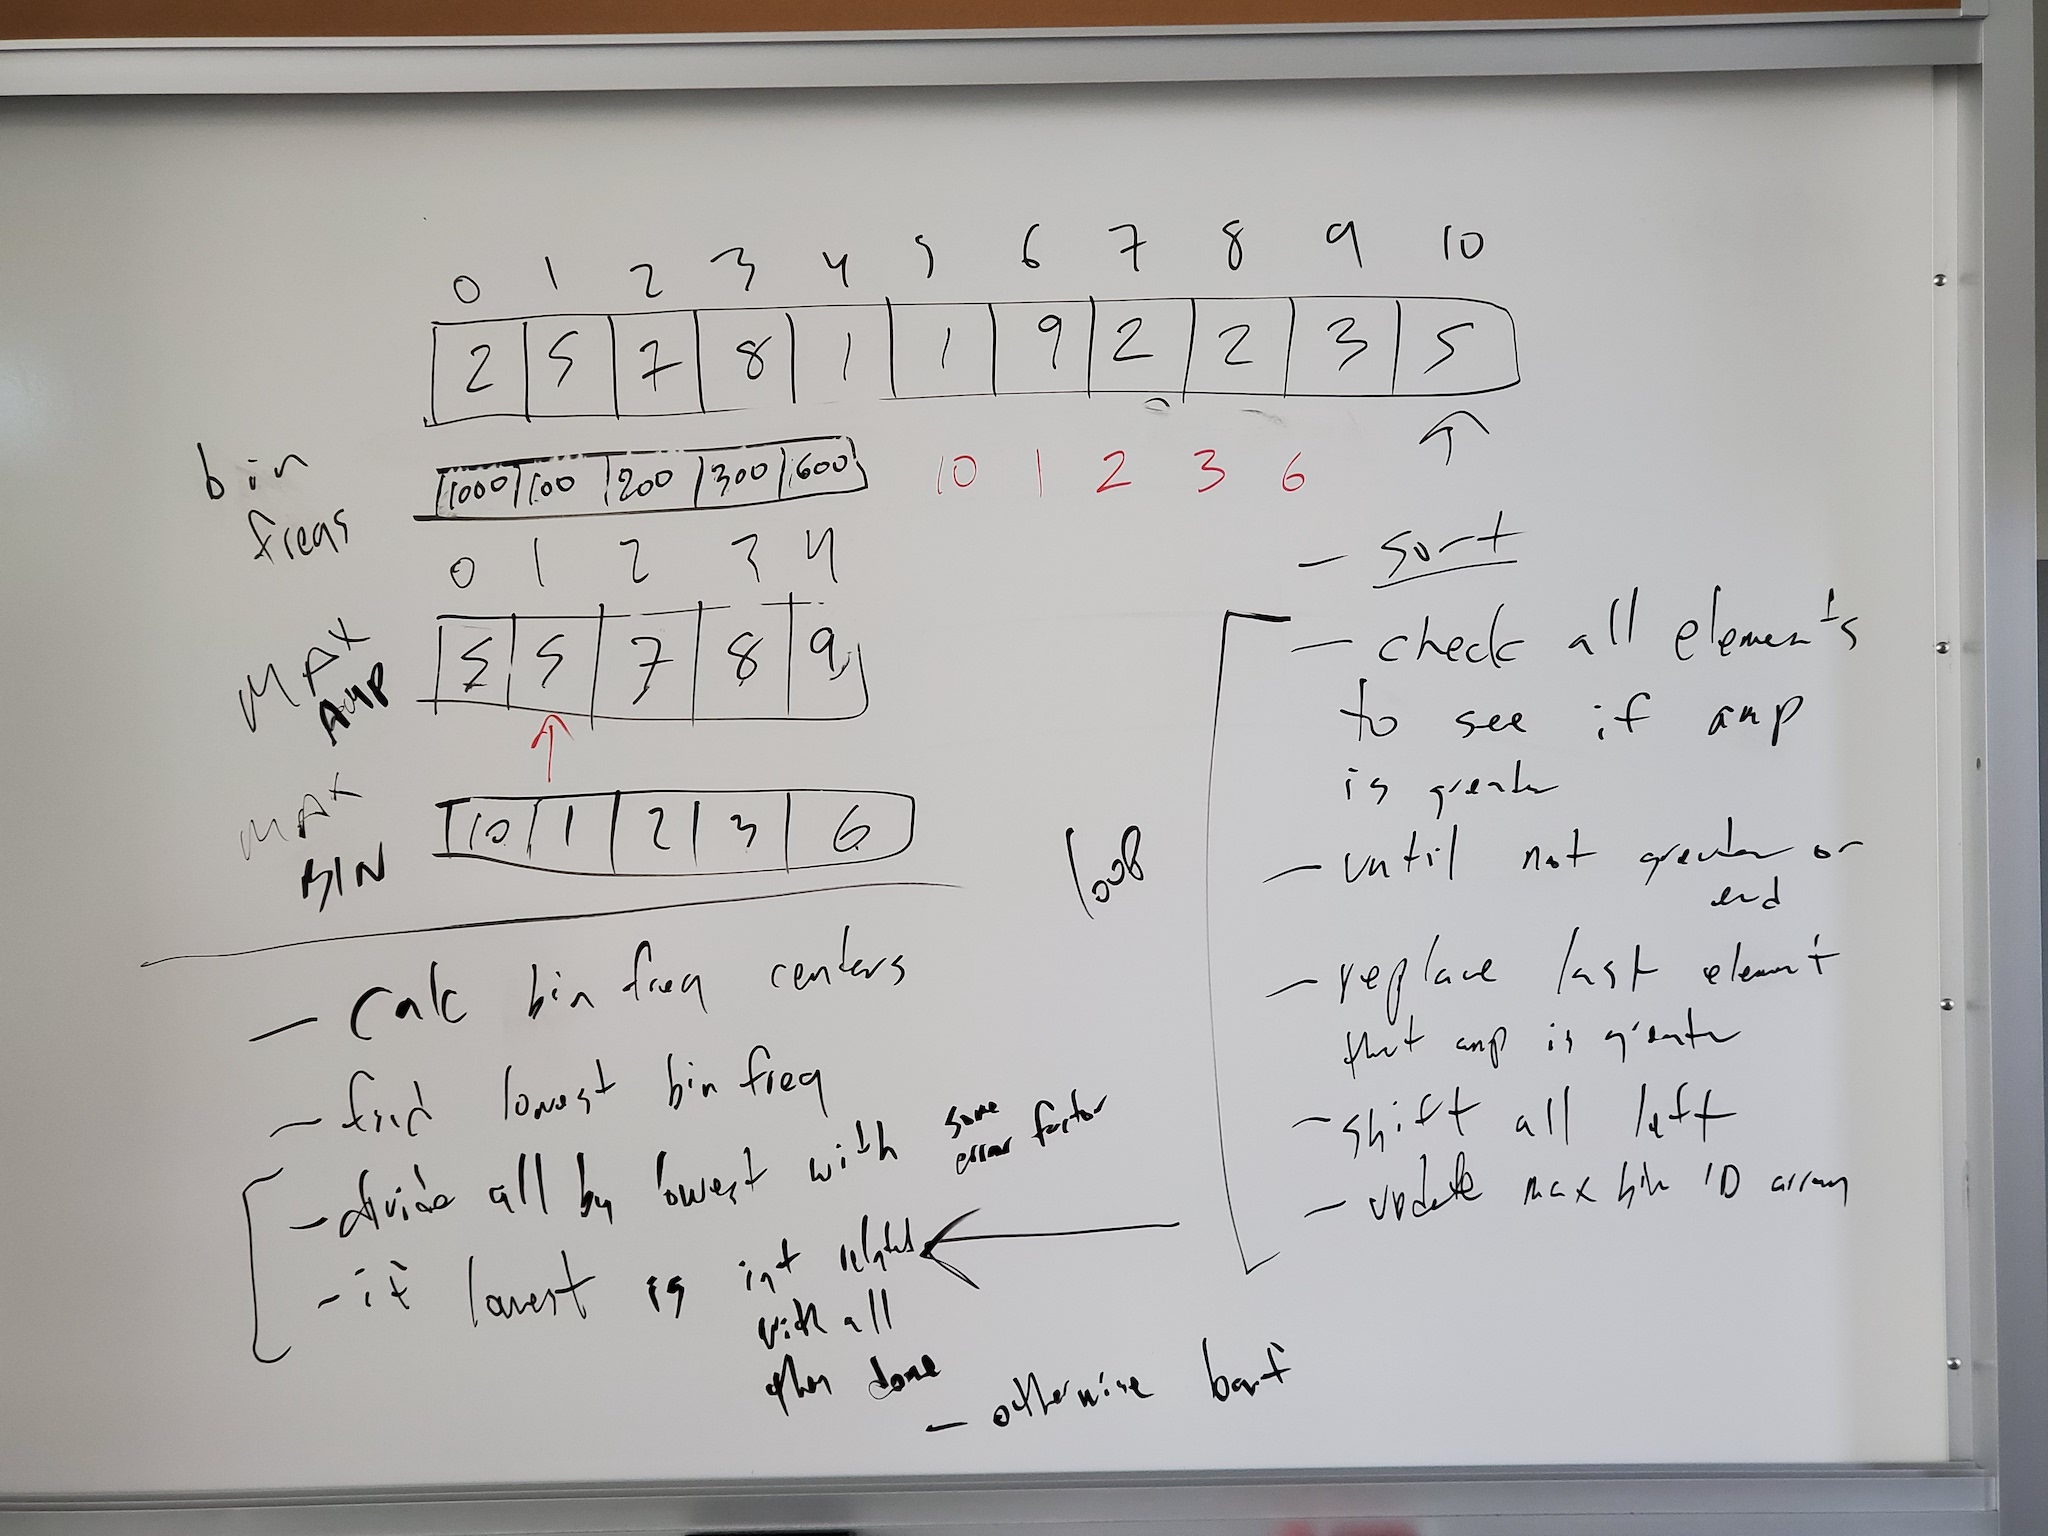 0 1 2 3 4 5 6 7 8 9 10
2 5 7 8 1 1 9 2 2 3 5
bin
freqs
1000 100 200 300 600
10 1 2 3 6
0 1 2 3 4
MAX
AMP
5 5 7 8 9
MAX
BIN
10 1 2 3 6
- calc bin freq centers
- find lowest bin freq
- divide all by lowest with some
error factor
- if lowest is int related
with all
then done
- otherwise barf
loop
- sort
- check all elements
to see if amp
is greater
- until not greater or
end
- replace last element
that amp is greater
- shift all left
- update max bin ID array